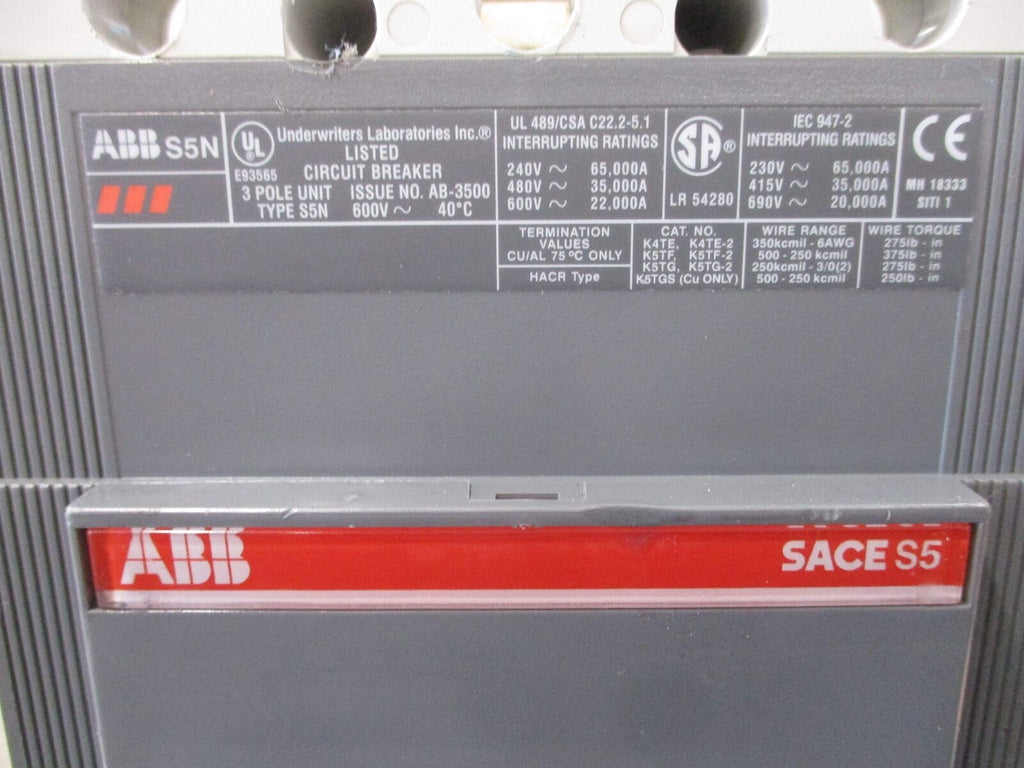 ABB S5N
UL
E93565
Underwriters Laboratories Inc.®
LISTED
CIRCUIT BREAKER
3 POLE UNIT ISSUE NO. AB-3500
TYPE S5N 600V ~ 40°C
UL 489/CSA C22.2-5.1
INTERRUPTING RATINGS
240V ~ 65,000A
480V ~ 35,000A
600V ~ 22,000A
SA ®
LR 54280
IEC 947-2
INTERRUPTING RATINGS
230V ~ 65,000A
415V ~ 35,000A
690V ~ 20,000A
CE
MH 18333
SITI 1
TERMINATION
VALUES
CU/AL 75 °C ONLY
HACR Type
CAT. NO.
K4TE, K4TE-2
K5TF, K5TF-2
K5TG, K5TG-2
K5TGS (Cu ONLY)
WIRE RANGE
350kcmil - 6AWG
500 - 250 kcmil
250kcmil - 3/0(2)
500 - 250 kcmil
WIRE TORQUE
275lb - in
375lb - in
275lb - in
250lb - in
ABB
SACE S5